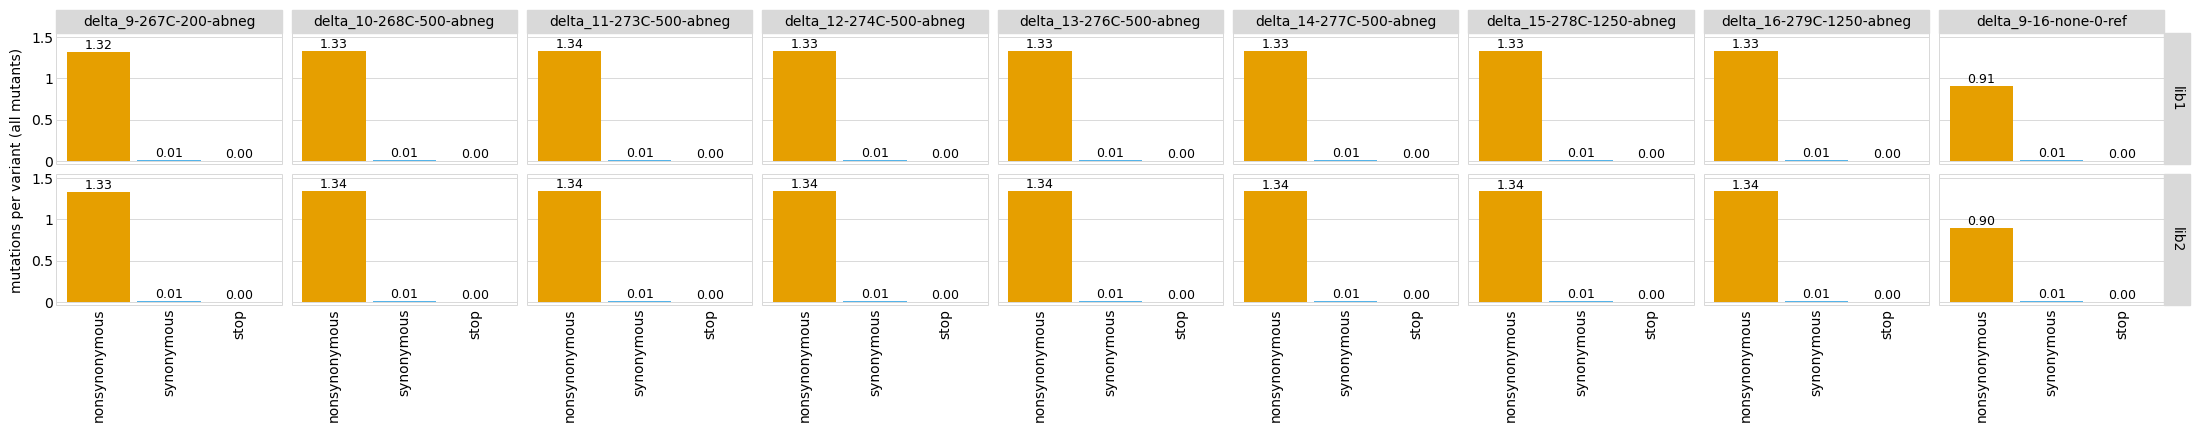 delta_9-267C-200-abneg delta_10-268C-500-abneg delta_11-273C-500-abneg delta_12-274C-500-abneg delta_13-276C-500-abneg delta_14-277C-500-abneg delta_15-278C-1250-abneg delta_16-279C-1250-abneg delta_9-16-none-0-ref
mutations per variant (all mutants)
1.5
1
0.5
0
1.32 0.01 0.00 1.33 0.01 0.00 1.34 0.01 0.00 1.33 0.01 0.00 1.33 0.01 0.00 1.33 0.01 0.00 1.33 0.01 0.00 1.33 0.01 0.00 0.91 0.01 0.00
lib1
1.5
1
0.5
0
1.33 0.01 0.00 1.34 0.01 0.00 1.34 0.01 0.00 1.34 0.01 0.00 1.34 0.01 0.00 1.34 0.01 0.00 1.34 0.01 0.00 1.34 0.01 0.00 0.90 0.01 0.00
lib2
nonsynonymous synonymous stop nonsynonymous synonymous stop nonsynonymous synonymous stop nonsynonymous synonymous stop nonsynonymous synonymous stop nonsynonymous synonymous stop nonsynonymous synonymous stop nonsynonymous synonymous stop nonsynonymous synonymous stop